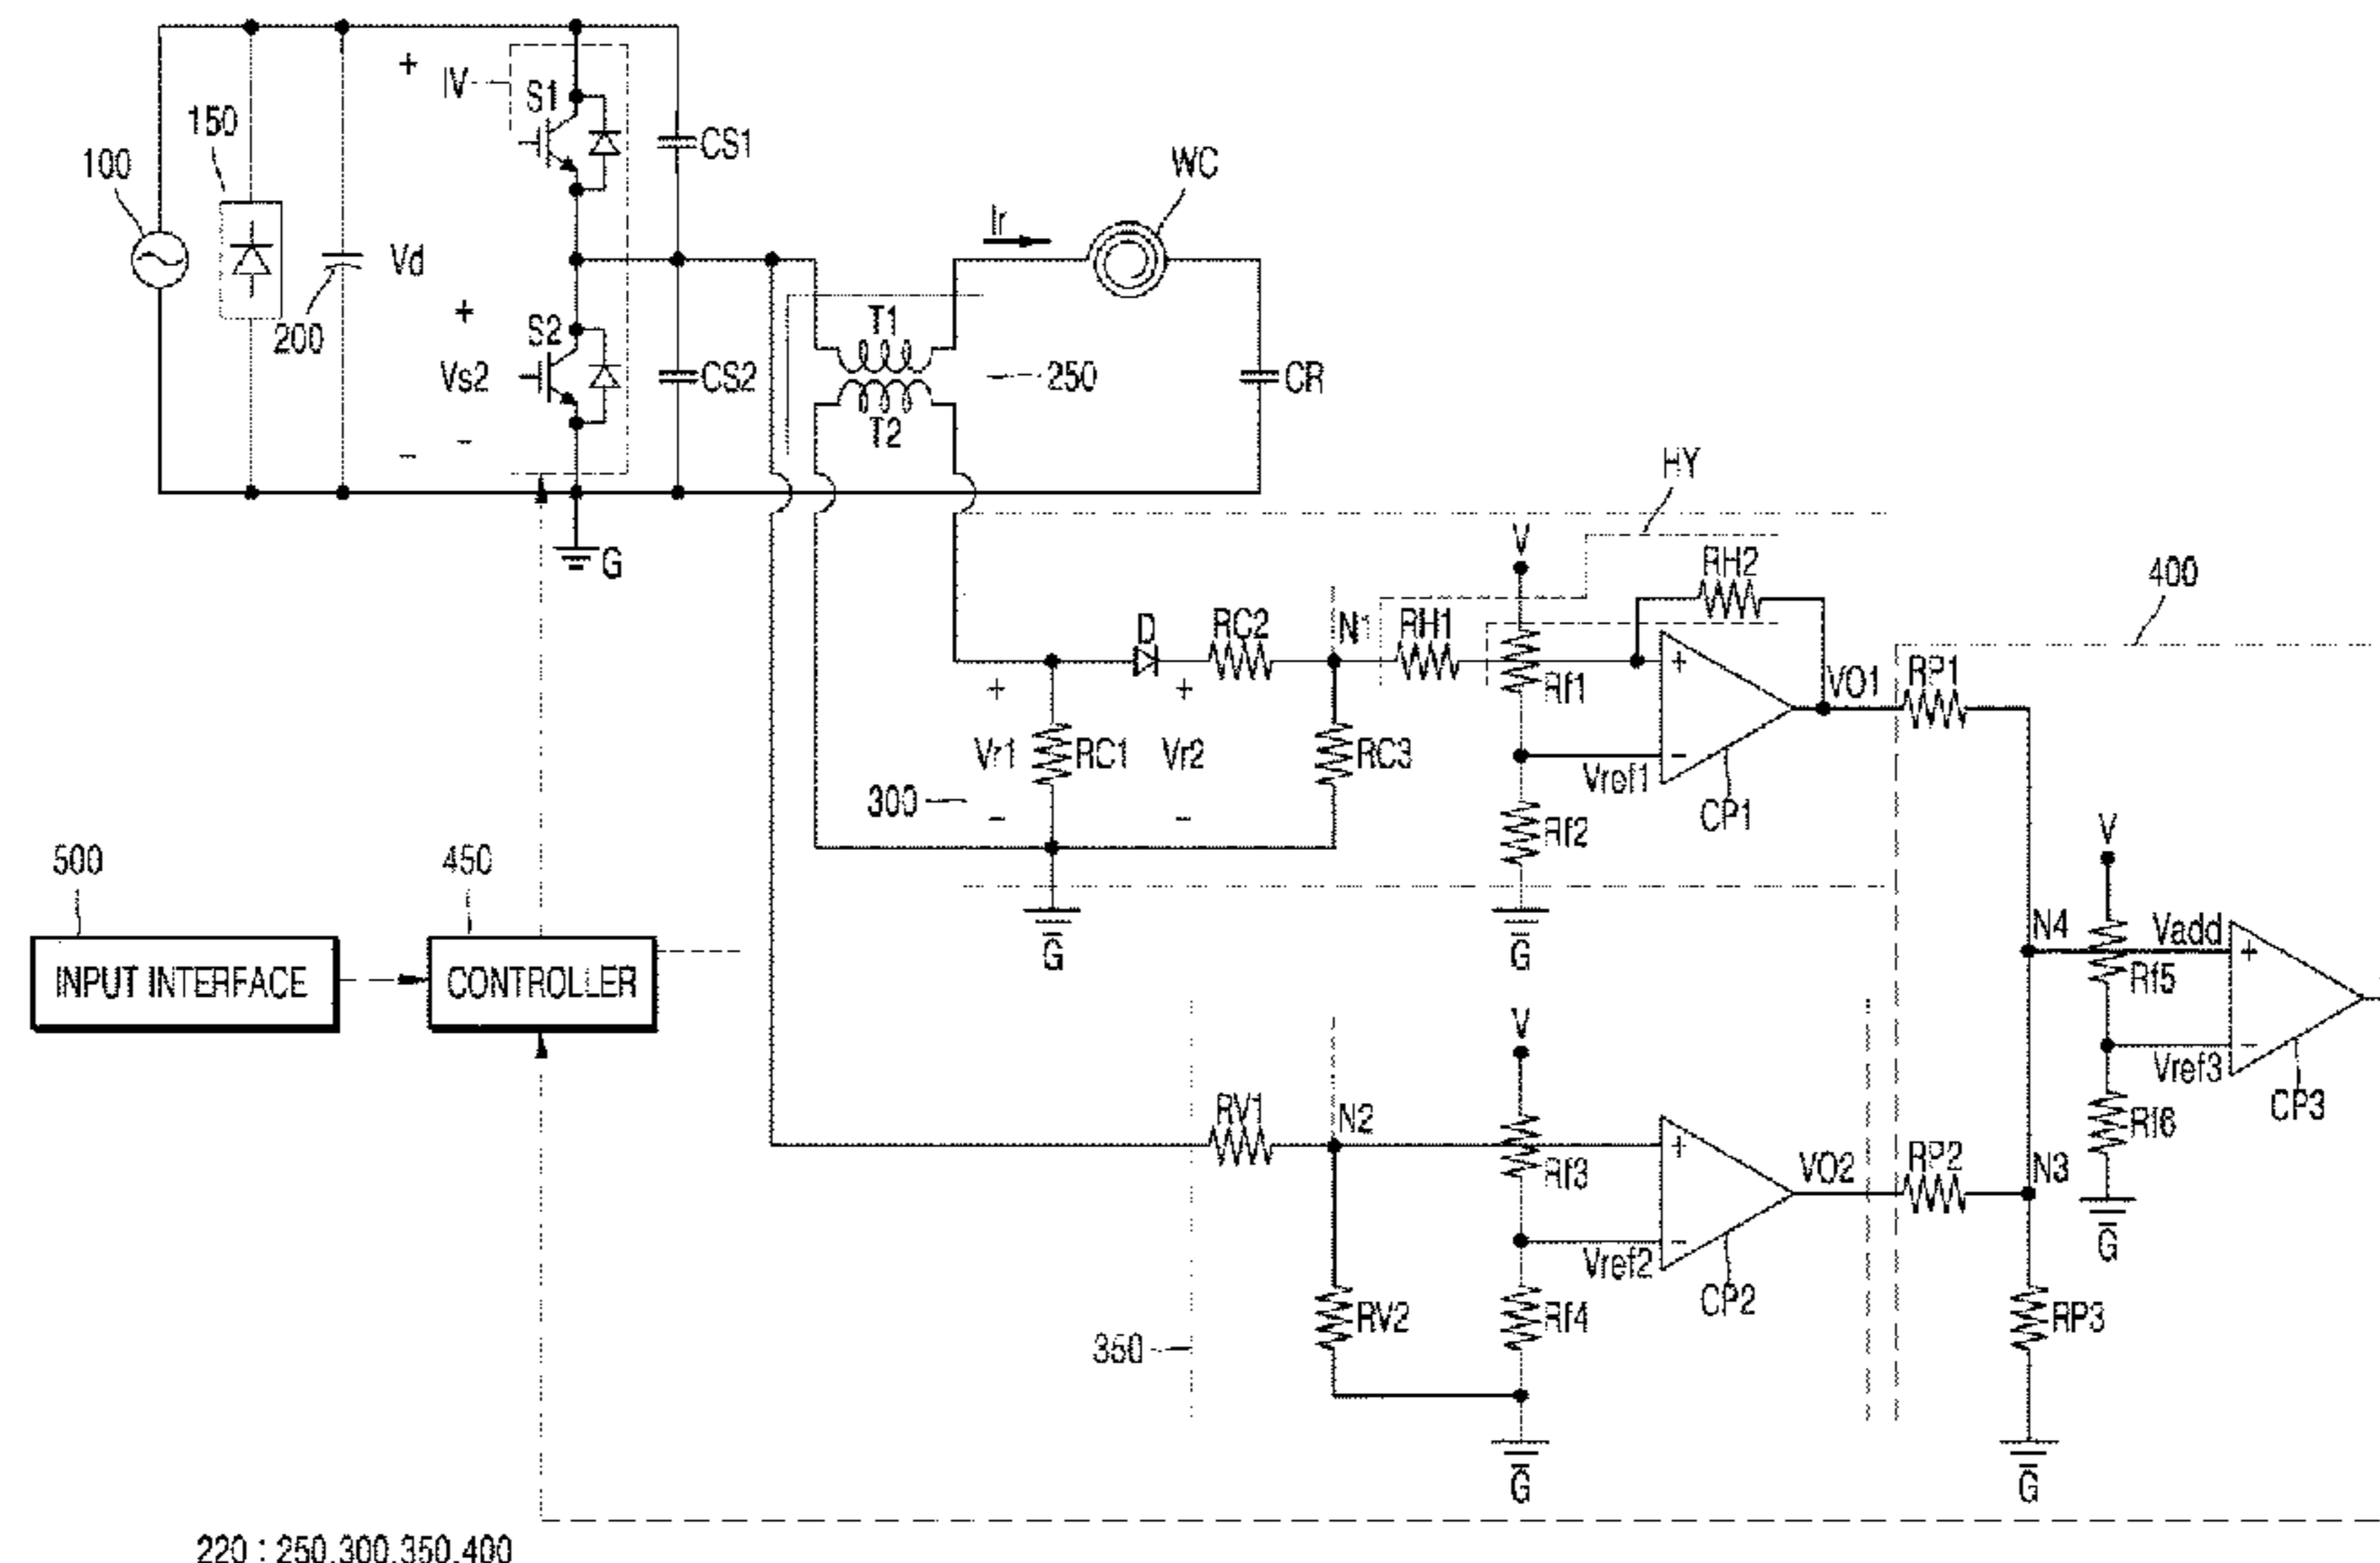 +
IV
S1
150
CS1
100
WC
Ir
Vd
+
S2
T1
200
Vs2
CS2
250
CR
T2
-
-
HY
G
V
RH2
400
D
RC2
N1
RH1
+
+
+
Rf1
VO1
RP1
Vr1
RC1
Vr2
RC3
-
Vref1
300
-
-
CP1
V
Rf2
500
450
G
G
N4
Vadd
+
INPUT INTERFACE
CONTROLLER
Rf5
V
-
Vref3
CP3
RV1
N2
+
Rf6
Rf3
VO2
RP2
N3
-
Vref2
G
CP2
RV2
Rf4
RP3
350
G
G
220 : 250,300,350,400